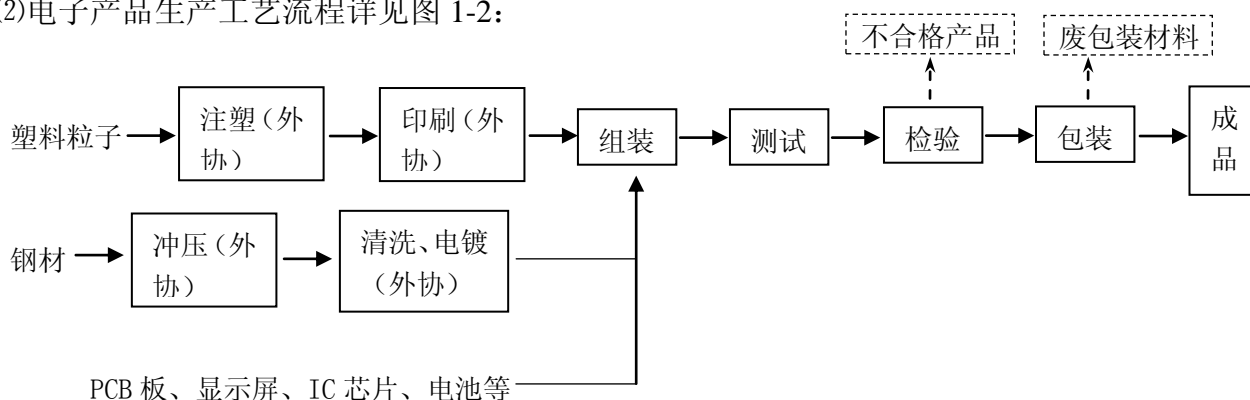 ⑵电子产品生产工艺流程详见图 1-2：
不合格产品
废包装材料
塑料粒子
注塑（外
协）
印刷（外
协）
组装
测试
检验
包装
成
品
钢材
冲压（外
协）
清洗、电镀
（外协）
PCB 板、显示屏、IC 芯片、电池等